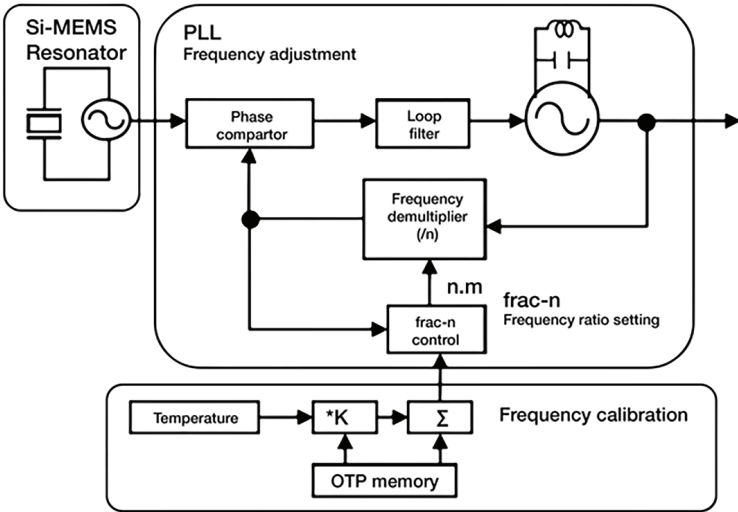 Si-MEMS
Resonator
PLL
Frequency adjustment
Phase
compartor
Loop
filter
Frequency
demultiplier
(/n)
n.m
frac-n
Frequency ratio setting
frac-n
control
Temperature
*K
Σ
Frequency calibration
OTP memory